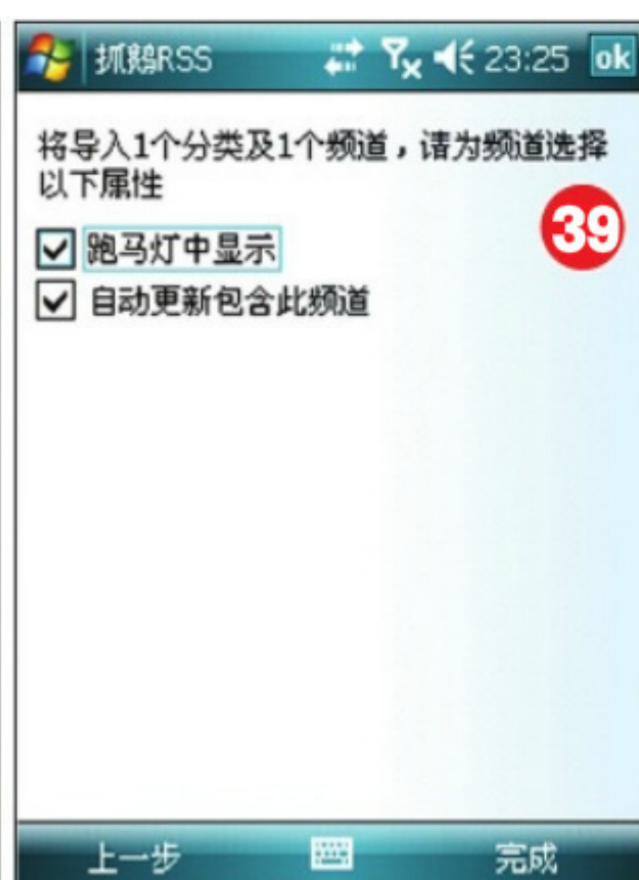 抓鹅RSS 23:25 ok
将导入1个分类及1个频道，请为频道选择
以下属性
39
跑马灯中显示
自动更新包含此频道
上一步 完成